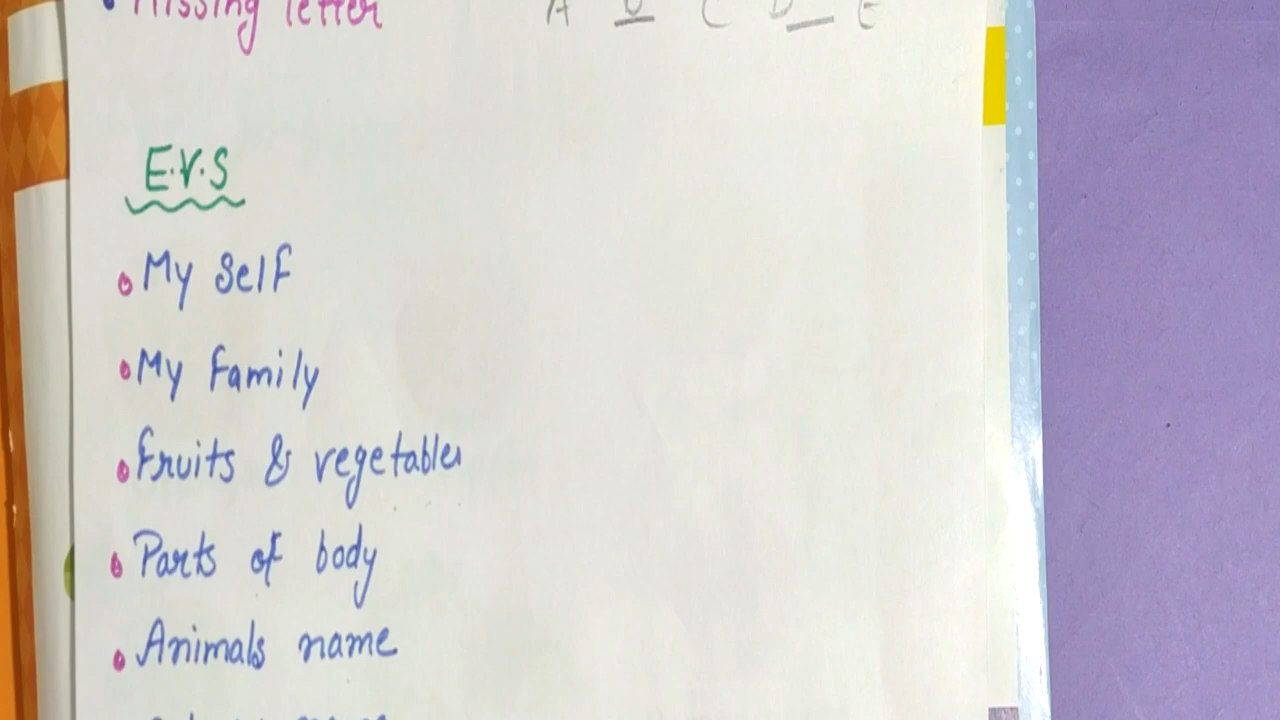 • Missing letter A B C D E
E.V.S
• My Self
• My family
• Fruits & vegetables
• Parts of body
• Animals name